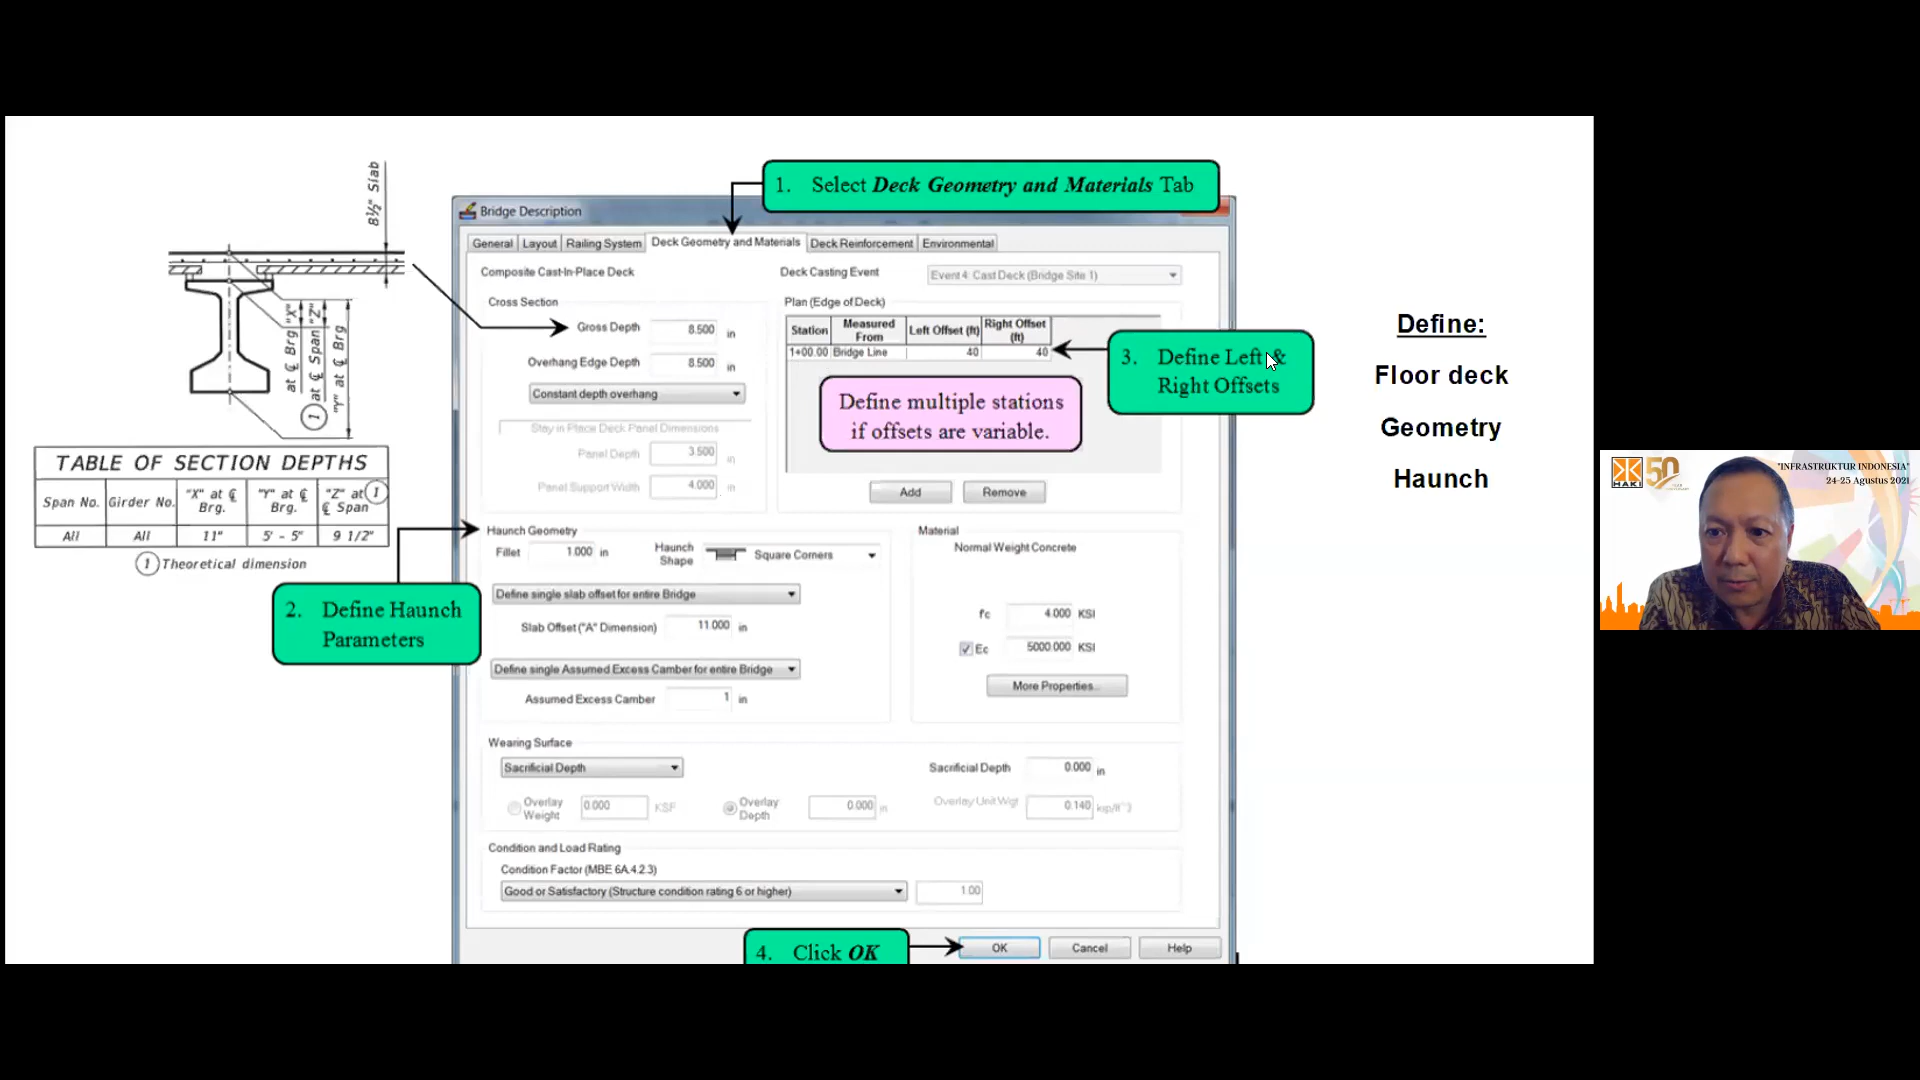 1. Select Deck Geometry and Materials Tab
8½" Slab
"X" at ℄ Brg
"Z" at ℄ Span
1
"Y" at ℄ Brg
TABLE OF SECTION DEPTHS
Span No. Girder No. "X" at ℄ Brg. "Y" at ℄ Brg. "Z" at 1 ℄ Span
All All 11" 5' - 5" 9 1/2"
1 Theoretical dimension
Bridge Description
General Layout Railing System Deck Geometry and Materials Deck Reinforcement Environmental
Composite Cast-In-Place Deck
Deck Casting Event Event 4: Cast Deck (Bridge Site 1)
Cross Section
Gross Depth 8.500 in
Overhang Edge Depth 8.500 in
Constant depth overhang
Stay in Place Deck Panel Dimensions
Panel Depth 3.500 in
Panel Support Width 4.000 in
Plan (Edge of Deck)
Station Measured From Left Offset (ft) Right Offset (ft)
1+00.00 Bridge Line 40 40
3. Define Left &
Right Offsets
Define multiple stations
if offsets are variable.
Add Remove
Haunch Geometry
Fillet 1.000 in Haunch Shape Square Corners
Define single slab offset for entire Bridge
Slab Offset ("A" Dimension) 11.000 in
Define single Assumed Excess Camber for entire Bridge
Assumed Excess Camber 1 in
2. Define Haunch
Parameters
Material
Normal Weight Concrete
f'c 4.000 KSI
Ec 5000.000 KSI
More Properties...
Wearing Surface
Sacrificial Depth
Sacrificial Depth 0.000 in
Overlay Weight 0.000 KSF Overlay Depth 0.000 in Overlay Unit Wgt 0.140 kip/ft^3
Condition and Load Rating
Condition Factor (MBE 6A.4.2.3)
Good or Satisfactory (Structure condition rating 6 or higher) 1.00
4. Click OK
OK Cancel Help
Define:
Floor deck
Geometry
Haunch
HAKI
50
"INFRASTRUKTUR INDONESIA"
24-25 Agustus 2021